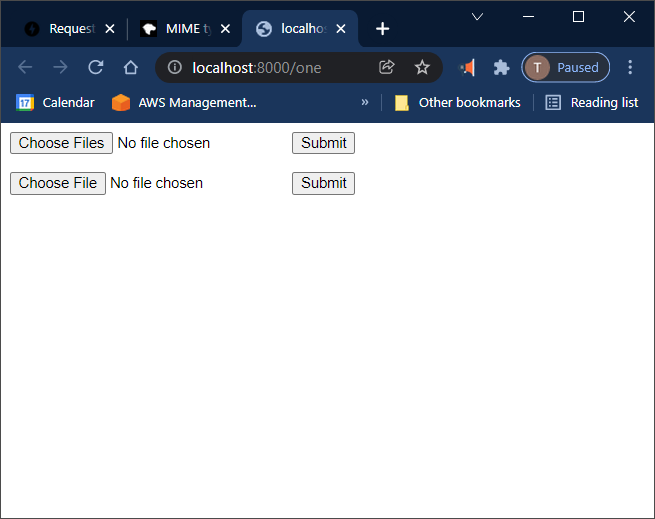 Request
MIME ty
localhos
localhost:8000/one
T Paused
17 Calendar
AWS Management...
» Other bookmarks
Reading list
Choose Files No file chosen Submit
Choose File No file chosen Submit